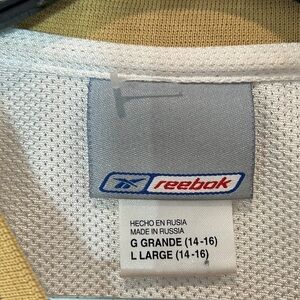 reebok
HECHO EN RUSIA
MADE IN RUSSIA
G GRANDE (14-16)
L LARGE (14-16)